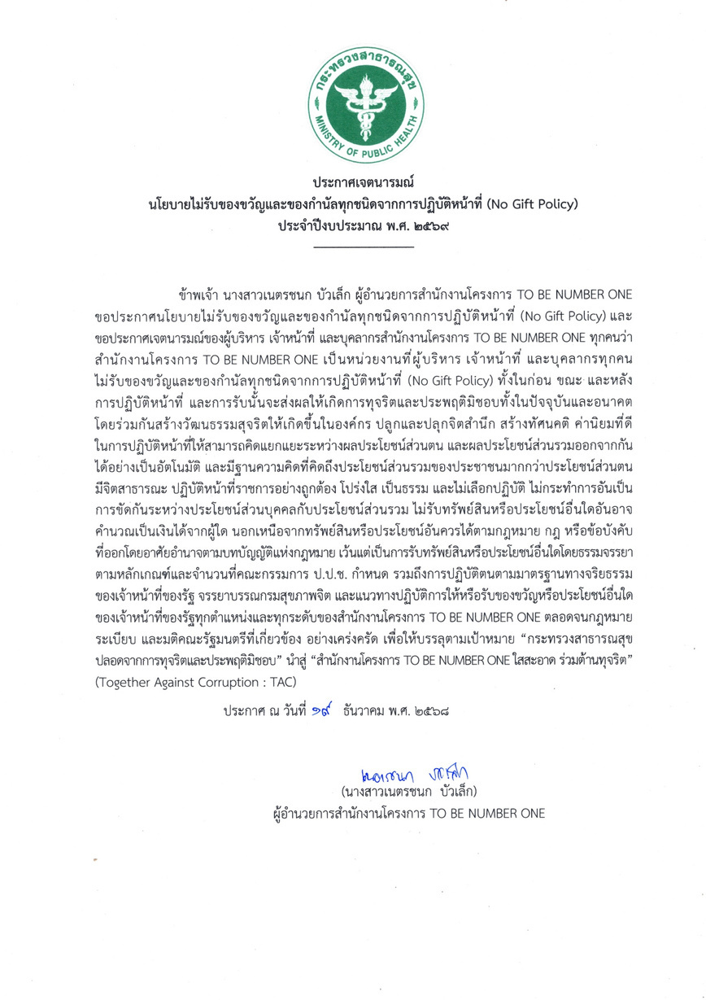 กระทรวงสาธารณสุข
MINISTRY OF PUBLIC HEALTH
ประกาศเจตนารมณ์
นโยบายไม่รับของขวัญและของกำนัลทุกชนิดจากการปฏิบัติหน้าที่ (No Gift Policy)
ประจำปีงบประมาณ พ.ศ. ๒๕๖๙
ข้าพเจ้า นางสาวเนตรชนก บัวเล็ก ผู้อำนวยการสำนักงานโครงการ TO BE NUMBER ONE
ขอประกาศนโยบายไม่รับของขวัญและของกำนัลทุกชนิดจากการปฏิบัติหน้าที่ (No Gift Policy) และ
ขอประกาศเจตนารมณ์ของผู้บริหาร เจ้าหน้าที่ และบุคลากรสำนักงานโครงการ TO BE NUMBER ONE ทุกคนว่า
สำนักงานโครงการ TO BE NUMBER ONE เป็นหน่วยงานที่ผู้บริหาร เจ้าหน้าที่ และบุคลากรทุกคน
ไม่รับของขวัญและของกำนัลทุกชนิดจากการปฏิบัติหน้าที่ (No Gift Policy) ทั้งในก่อน ขณะ และหลัง
การปฏิบัติหน้าที่ และการรับนั้นจะส่งผลให้เกิดการทุจริตและประพฤติมิชอบทั้งในปัจจุบันและอนาคต
โดยร่วมกันสร้างวัฒนธรรมสุจริตให้เกิดขึ้นในองค์กร ปลูกและปลุกจิตสำนึก สร้างทัศนคติ ค่านิยมที่ดี
ในการปฏิบัติหน้าที่ให้สามารถคิดแยกแยะระหว่างผลประโยชน์ส่วนตน และผลประโยชน์ส่วนรวมออกจากกัน
ได้อย่างเป็นอัตโนมัติ และมีฐานความคิดที่คิดถึงประโยชน์ส่วนรวมของประชาชนมากกว่าประโยชน์ส่วนตน
มีจิตสาธารณะ ปฏิบัติหน้าที่ราชการอย่างถูกต้อง โปร่งใส เป็นธรรม และไม่เลือกปฏิบัติ ไม่กระทำการอันเป็น
การขัดกันระหว่างประโยชน์ส่วนบุคคลกับประโยชน์ส่วนรวม ไม่รับทรัพย์สินหรือประโยชน์อื่นใดอันอาจ
คำนวณเป็นเงินได้จากผู้ใด นอกเหนือจากทรัพย์สินหรือประโยชน์อันควรได้ตามกฎหมาย กฎ หรือข้อบังคับ
ที่ออกโดยอาศัยอำนาจตามบทบัญญัติแห่งกฎหมาย เว้นแต่เป็นการรับทรัพย์สินหรือประโยชน์อื่นใดโดยธรรมจรรยา
ตามหลักเกณฑ์และจำนวนที่คณะกรรมการ ป.ป.ช. กำหนด รวมถึงการปฏิบัติตนตามมาตรฐานทางจริยธรรม
ของเจ้าหน้าที่ของรัฐ จรรยาบรรณกรมสุขภาพจิต และแนวทางปฏิบัติการให้หรือรับของขวัญหรือประโยชน์อื่นใด
ของเจ้าหน้าที่ของรัฐทุกตำแหน่งและทุกระดับของสำนักงานโครงการ TO BE NUMBER ONE ตลอดจนกฎหมาย
ระเบียบ และมติคณะรัฐมนตรีที่เกี่ยวข้อง อย่างเคร่งครัด เพื่อให้บรรลุตามเป้าหมาย “กระทรวงสาธารณสุข
ปลอดจากการทุจริตและประพฤติมิชอบ” นำสู่ “สำนักงานโครงการ TO BE NUMBER ONE ใสสะอาด ร่วมต้านทุจริต”
(Together Against Corruption : TAC)
ประกาศ ณ วันที่ ๑๙ ธันวาคม พ.ศ. ๒๕๖๘
เนตรชนก บัวเล็ก
(นางสาวเนตรชนก บัวเล็ก)
ผู้อำนวยการสำนักงานโครงการ TO BE NUMBER ONE